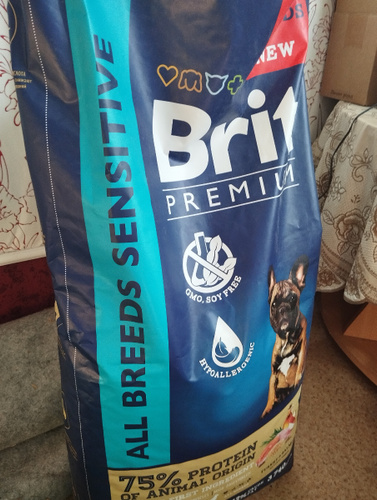 NEW
Brit
PREMIUM
ALL BREEDS SENSITIVE
GMO, SOY FREE
HYPOALLERGENIC
75% PROTEIN
OF ANIMAL ORIGIN